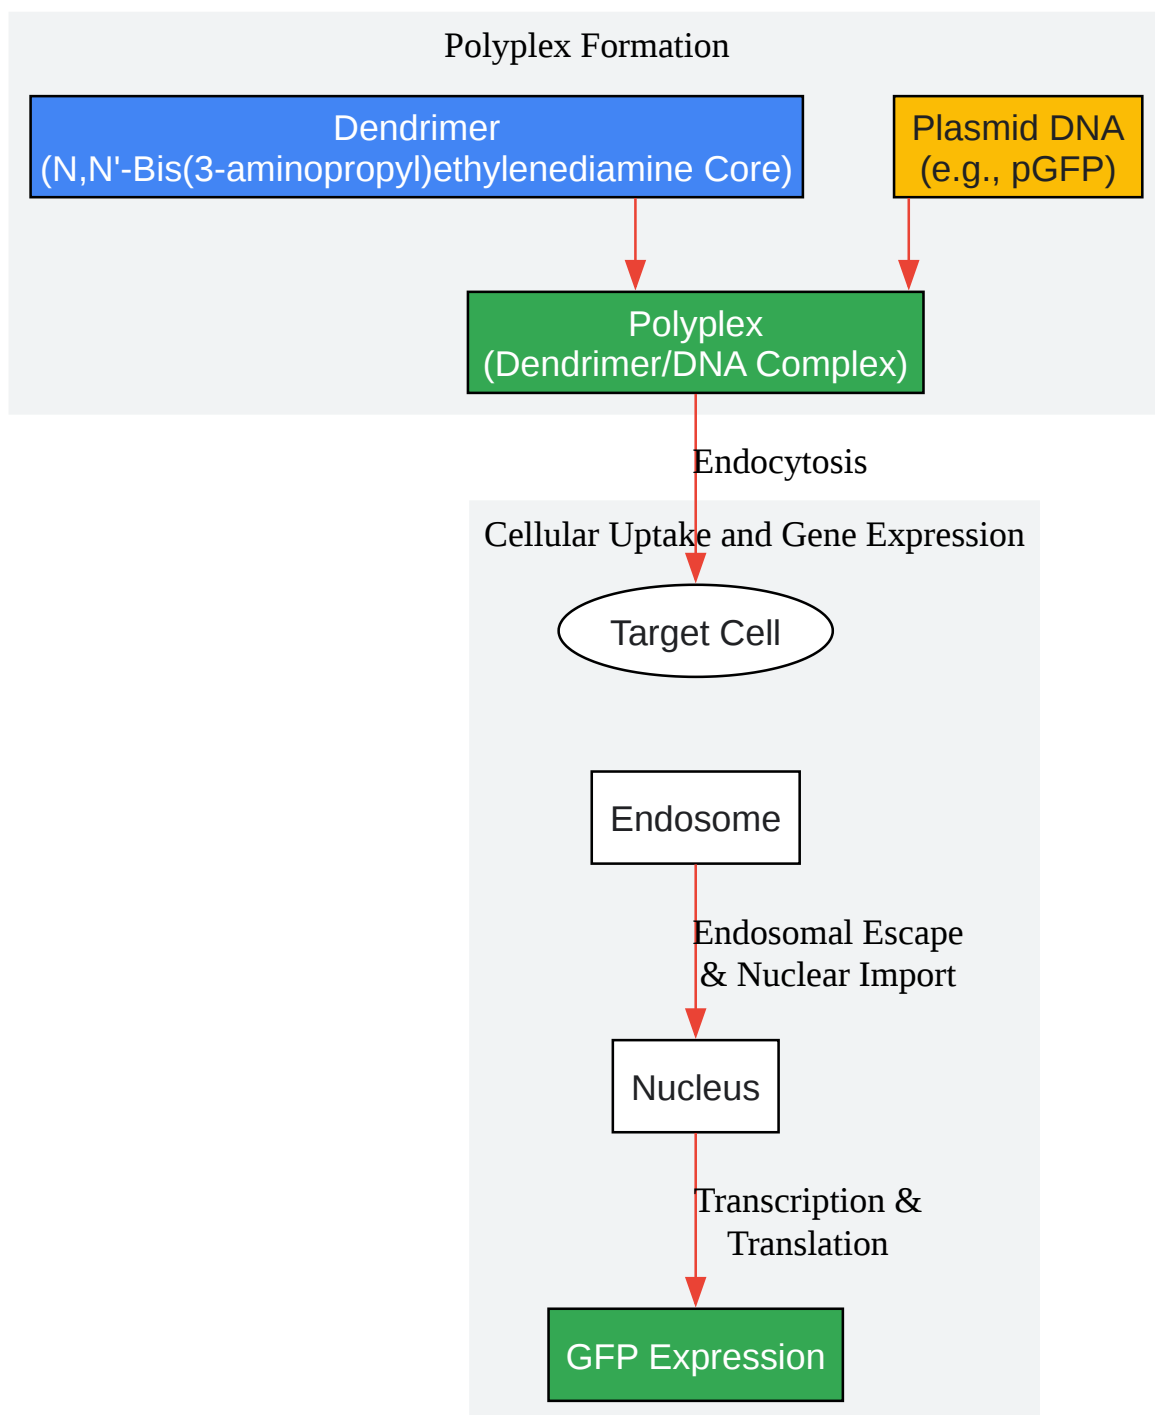 Polyplex Formation
Dendrimer
(N,N'-Bis(3-aminopropyl)ethylenediamine Core)
Plasmid DNA
(e.g., pGFP)
Polyplex
(Dendrimer/DNA Complex)
Endocytosis
Cellular Uptake and Gene Expression
Target Cell
Endosome
Endosomal Escape
& Nuclear Import
Nucleus
Transcription &
Translation
GFP Expression